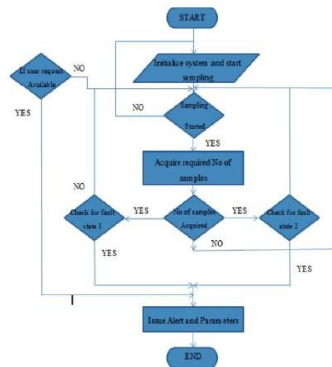 START
Initialize system and start
sampling
If user request
Available
NO
YES
NO
Sampling
Started
YES
Acquire required No of
samples
NO
Check for fault
state 1
YES
No of samples
Acquired
YES
Check for fault
state 2
YES
NO
YES
Issue Alert and Parameters
END